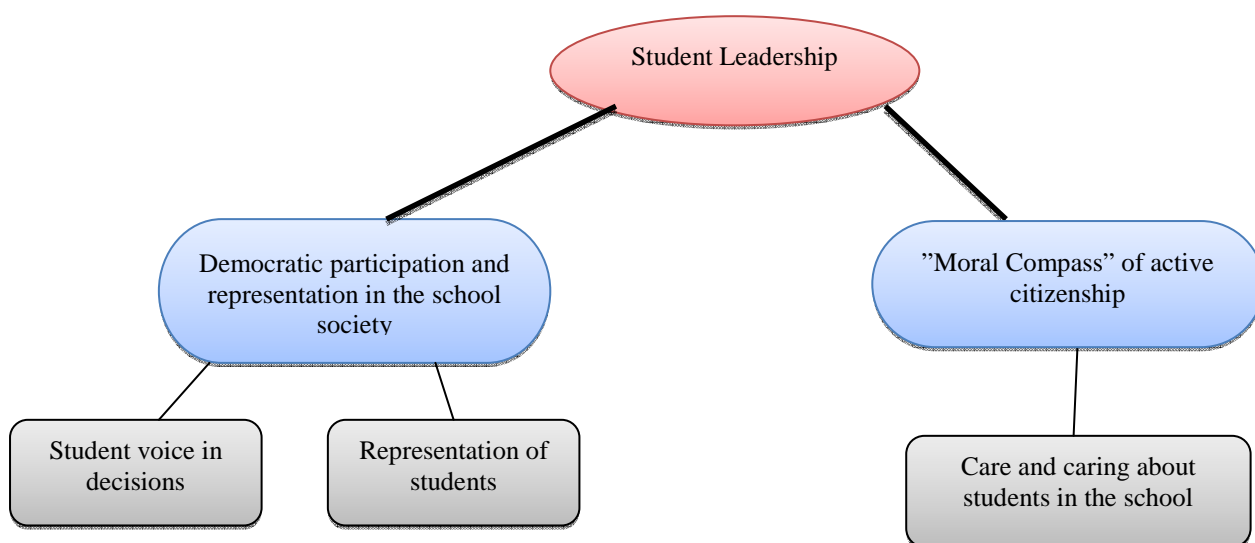 Student Leadership
Democratic participation and
representation in the school
society
”Moral Compass” of active
citizenship
Student voice in
decisions
Representation of
students
Care and caring about
students in the school